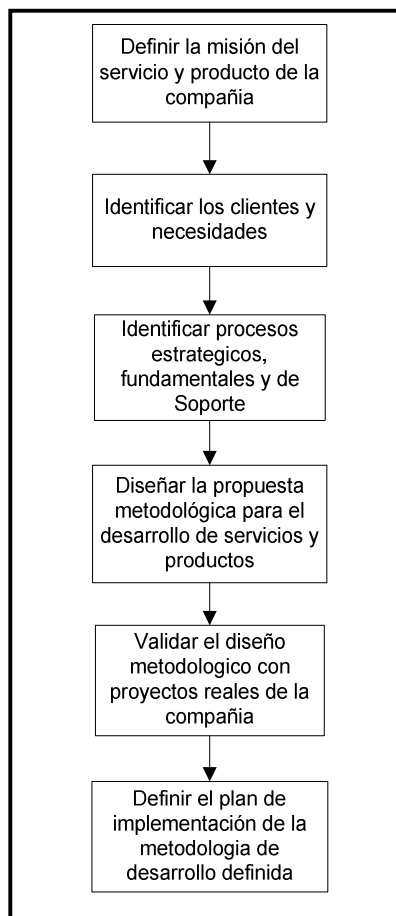 Definir la misión del
servicio y producto de la
compañia
Identificar los clientes y
necesidades
Identificar procesos
estrategicos,
fundamentales y de
Soporte
Diseñar la propuesta
metodológica para el
desarrollo de servicios y
productos
Validar el diseño
metodologico con
proyectos reales de la
compañia
Definir el plan de
implementación de la
metodologia de
desarrollo definida